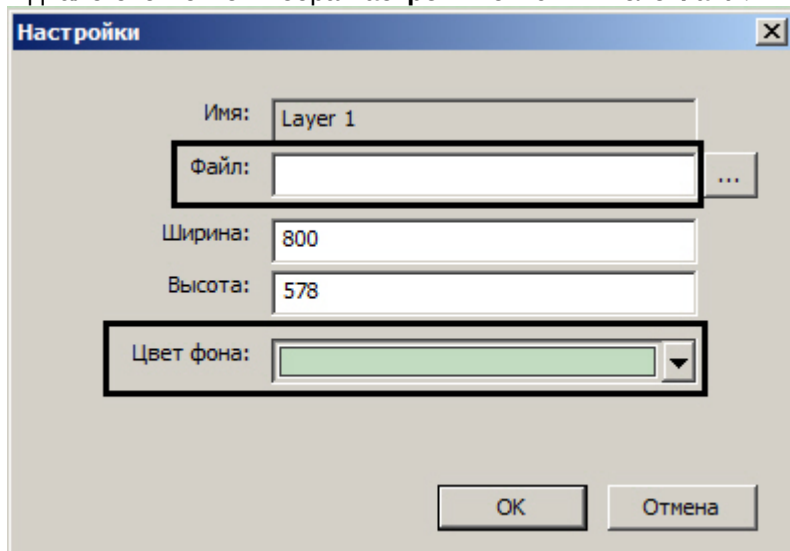 Настройки
Имя: Layer 1
Файл: ...
Ширина: 800
Высота: 578
Цвет фона:
OK Отмена